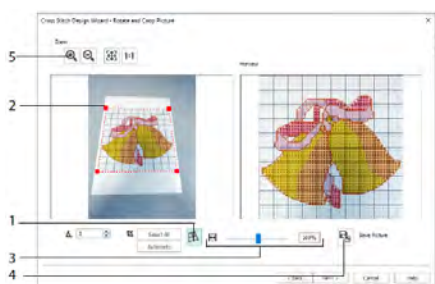 Cross Stitch Design Wizard - Rotate and Crop Picture
Zoom
5
Preview
2
1
Select All
100%
Save Picture
3
4
Cancel
Help